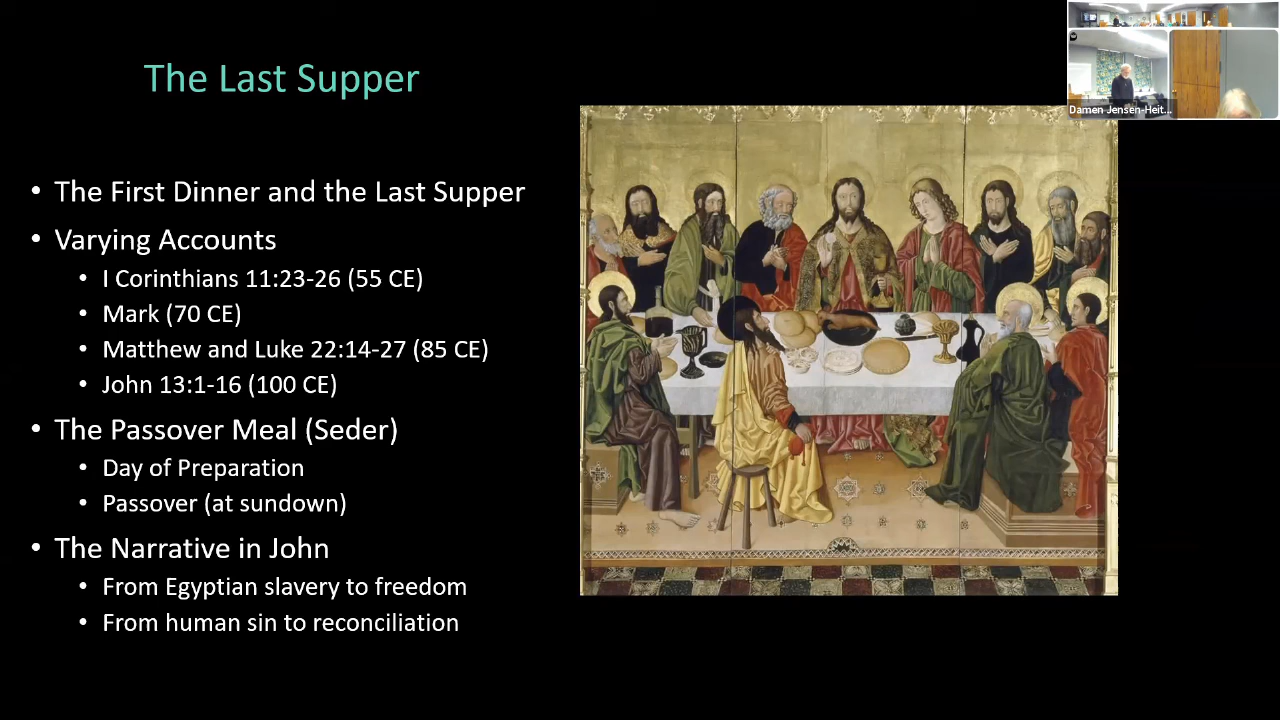 The Last Supper
Damen Jensen-Heit...
• The First Dinner and the Last Supper
• Varying Accounts
• I Corinthians 11:23-26 (55 CE)
• Mark (70 CE)
• Matthew and Luke 22:14-27 (85 CE)
• John 13:1-16 (100 CE)
• The Passover Meal (Seder)
• Day of Preparation
• Passover (at sundown)
• The Narrative in John
• From Egyptian slavery to freedom
• From human sin to reconciliation